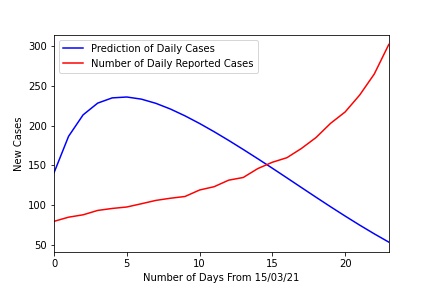 300
250
200
150
100
50
New Cases
Prediction of Daily Cases
Number of Daily Reported Cases
0 5 10 15 20
Number of Days From 15/03/21